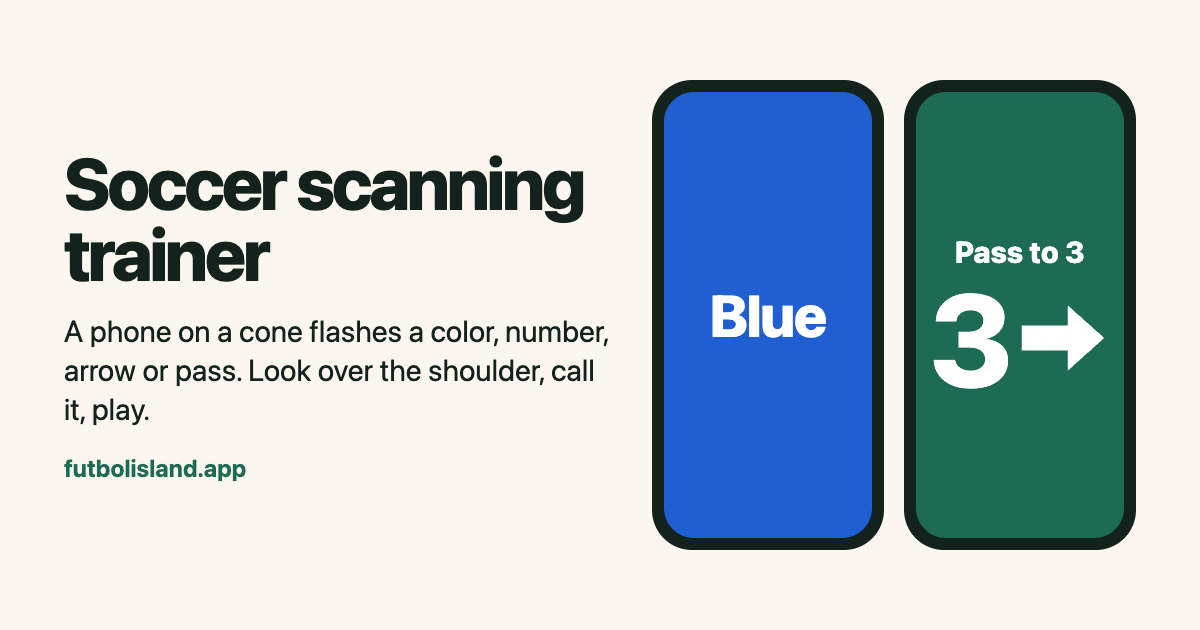 Soccer scanning
trainer
A phone on a cone flashes a color, number,
arrow or pass. Look over the shoulder, call
it, play.
futbolisland.app
Blue
Pass to 3
3